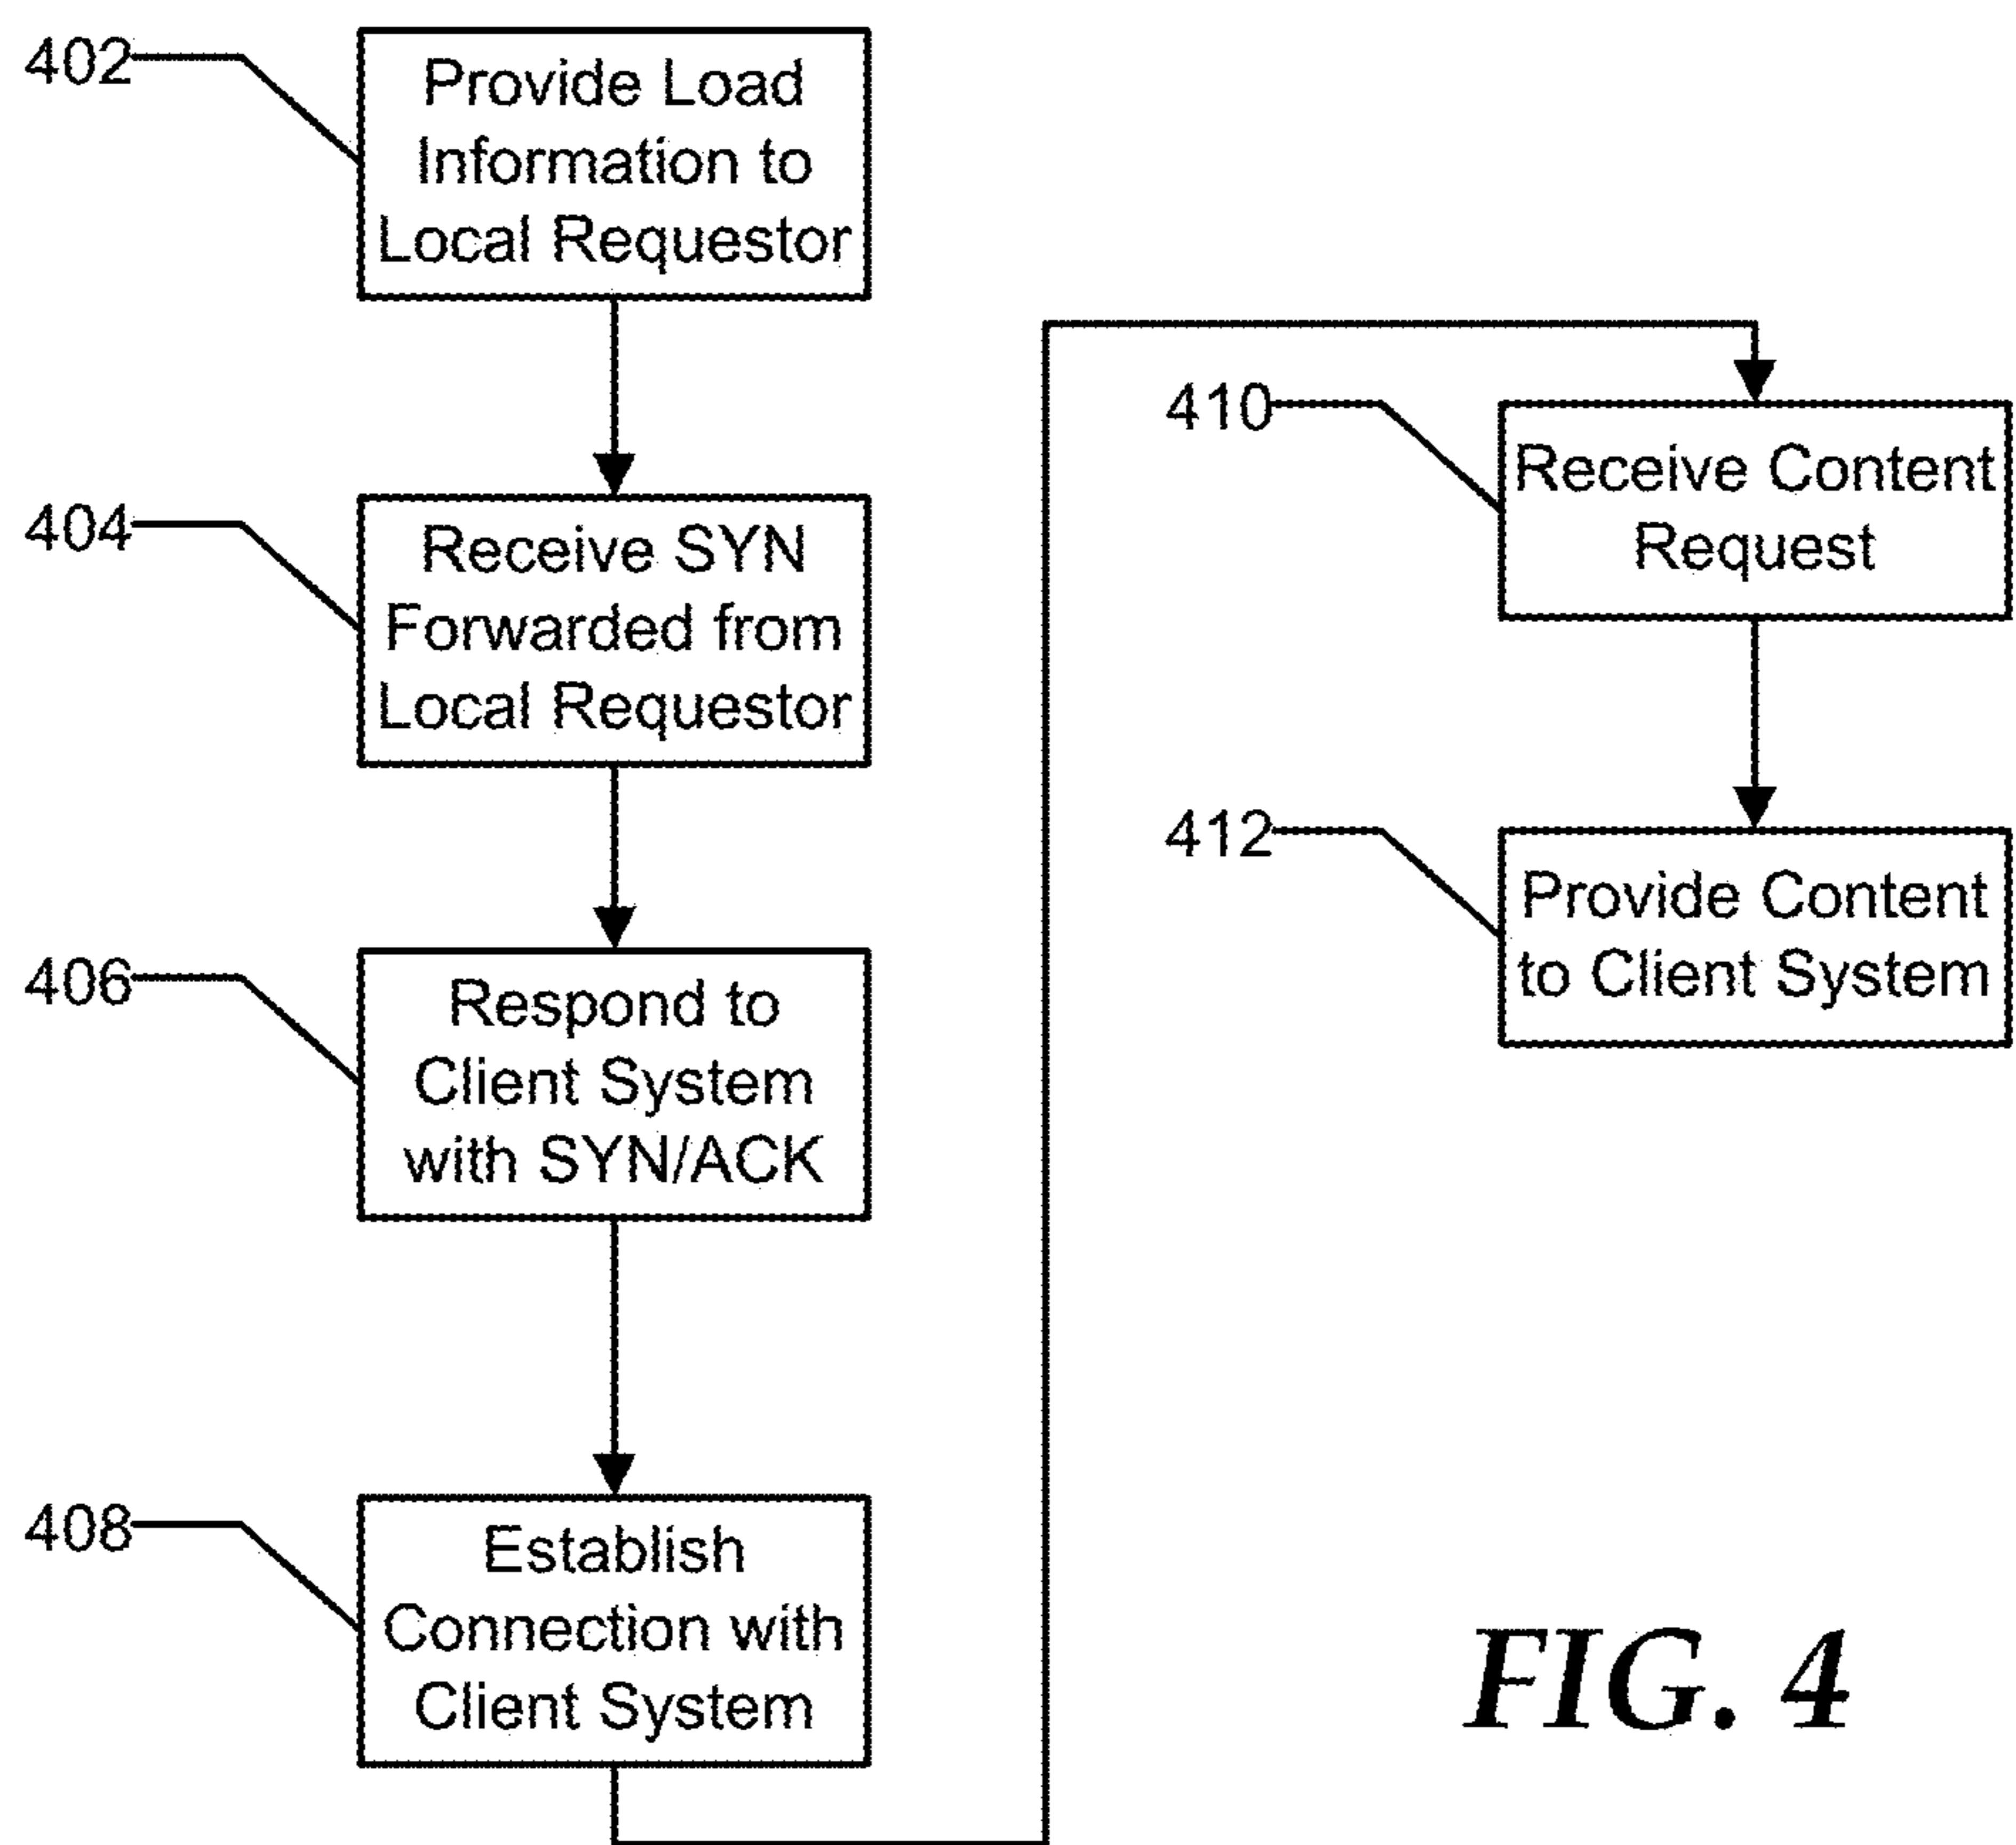 402
Provide Load
Information to
Local Requestor
404
Receive SYN
Forwarded from
Local Requestor
406
Respond to
Client System
with SYN/ACK
408
Establish
Connection with
Client System
410
Receive Content
Request
412
Provide Content
to Client System
FIG. 4